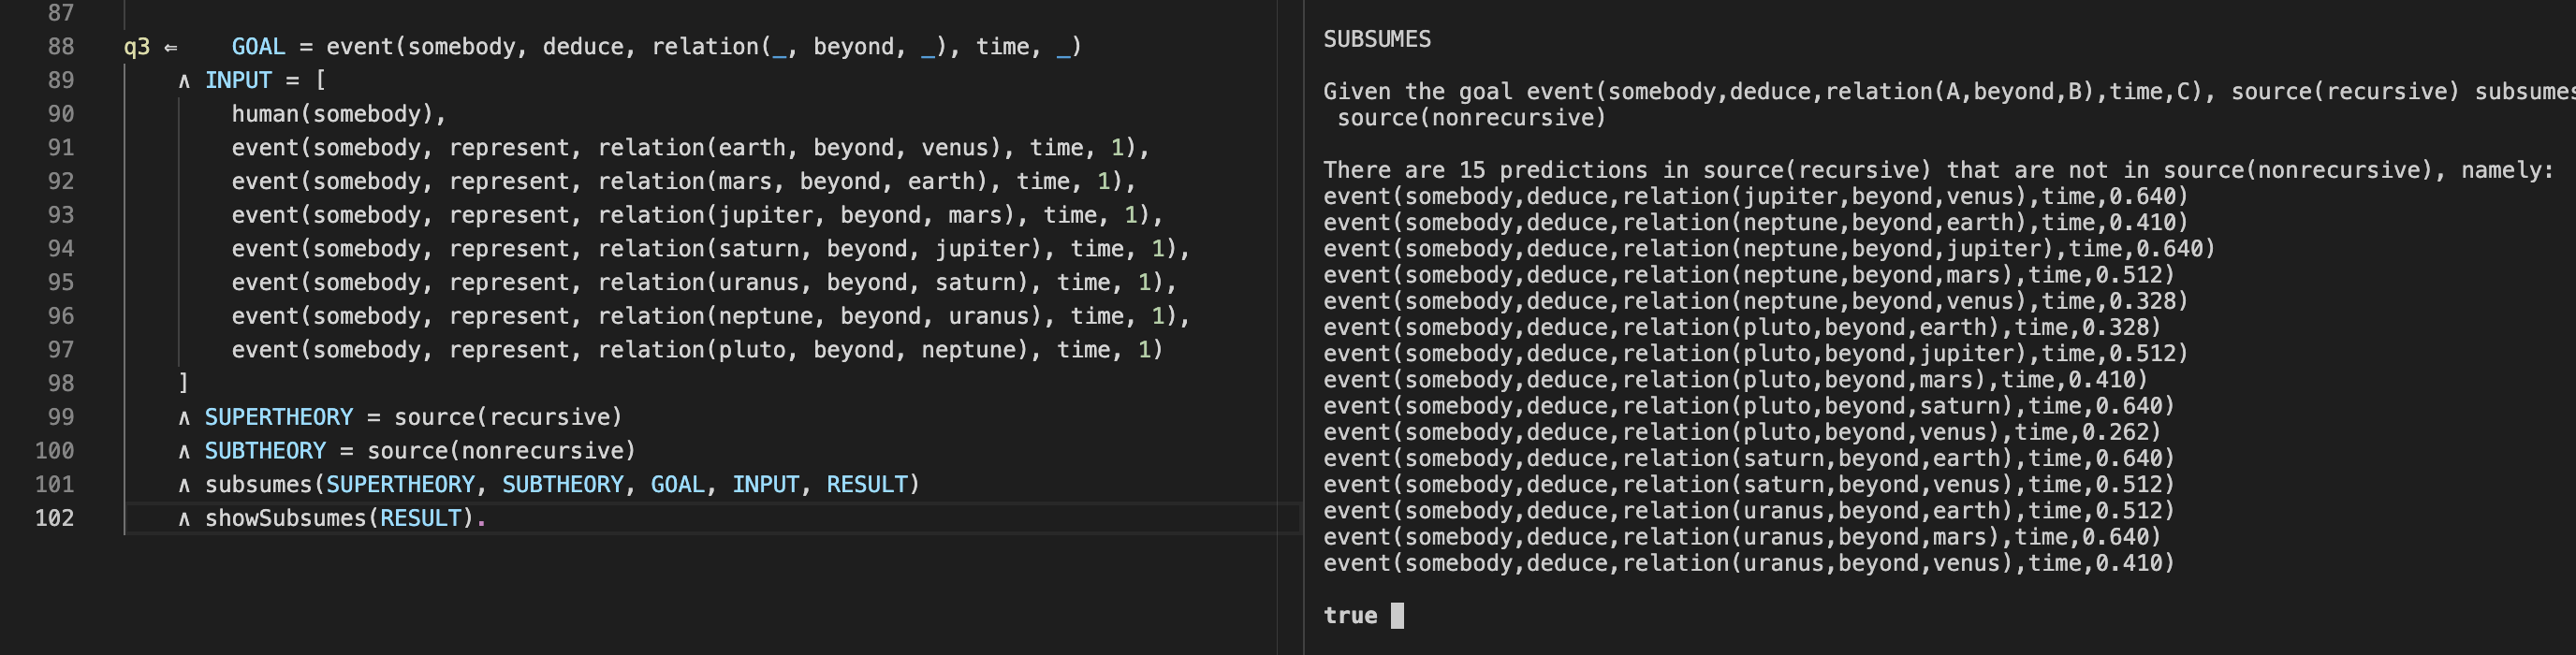 87
88 q3 ⇐ GOAL = event(somebody, deduce, relation(_, beyond, _), time, _)
89 ∧ INPUT = [
90 human(somebody),
91 event(somebody, represent, relation(earth, beyond, venus), time, 1),
92 event(somebody, represent, relation(mars, beyond, earth), time, 1),
93 event(somebody, represent, relation(jupiter, beyond, mars), time, 1),
94 event(somebody, represent, relation(saturn, beyond, jupiter), time, 1),
95 event(somebody, represent, relation(uranus, beyond, saturn), time, 1),
96 event(somebody, represent, relation(neptune, beyond, uranus), time, 1),
97 event(somebody, represent, relation(pluto, beyond, neptune), time, 1)
98 ]
99 ∧ SUPERTHEORY = source(recursive)
100 ∧ SUBTHEORY = source(nonrecursive)
101 ∧ subsumes(SUPERTHEORY, SUBTHEORY, GOAL, INPUT, RESULT)
102 ∧ showSubsumes(RESULT).
SUBSUMES
Given the goal event(somebody,deduce,relation(A,beyond,B),time,C), source(recursive) subsumes
source(nonrecursive)
There are 15 predictions in source(recursive) that are not in source(nonrecursive), namely:
event(somebody,deduce,relation(jupiter,beyond,venus),time,0.640)
event(somebody,deduce,relation(neptune,beyond,earth),time,0.410)
event(somebody,deduce,relation(neptune,beyond,jupiter),time,0.640)
event(somebody,deduce,relation(neptune,beyond,mars),time,0.512)
event(somebody,deduce,relation(neptune,beyond,venus),time,0.328)
event(somebody,deduce,relation(pluto,beyond,earth),time,0.328)
event(somebody,deduce,relation(pluto,beyond,jupiter),time,0.512)
event(somebody,deduce,relation(pluto,beyond,mars),time,0.410)
event(somebody,deduce,relation(pluto,beyond,saturn),time,0.640)
event(somebody,deduce,relation(pluto,beyond,venus),time,0.262)
event(somebody,deduce,relation(saturn,beyond,earth),time,0.640)
event(somebody,deduce,relation(saturn,beyond,venus),time,0.512)
event(somebody,deduce,relation(uranus,beyond,earth),time,0.512)
event(somebody,deduce,relation(uranus,beyond,mars),time,0.640)
event(somebody,deduce,relation(uranus,beyond,venus),time,0.410)
true